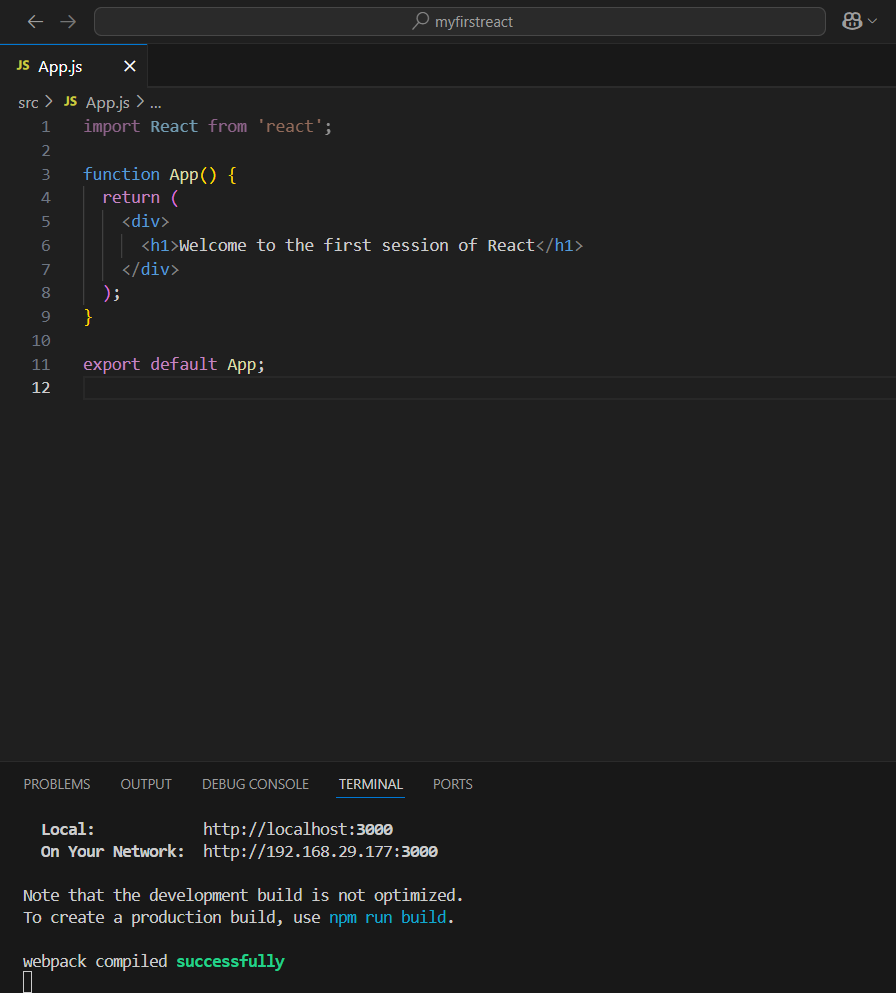 myfirstreact
JS App.js
src > JS App.js > ...
1 import React from 'react';
2
3 function App() {
4 return (
5 <div>
6 <h1>Welcome to the first session of React</h1>
7 </div>
8 );
9 }
10
11 export default App;
12
PROBLEMS OUTPUT DEBUG CONSOLE TERMINAL PORTS
Local: http://localhost:3000
On Your Network: http://192.168.29.177:3000
Note that the development build is not optimized.
To create a production build, use npm run build.
webpack compiled successfully